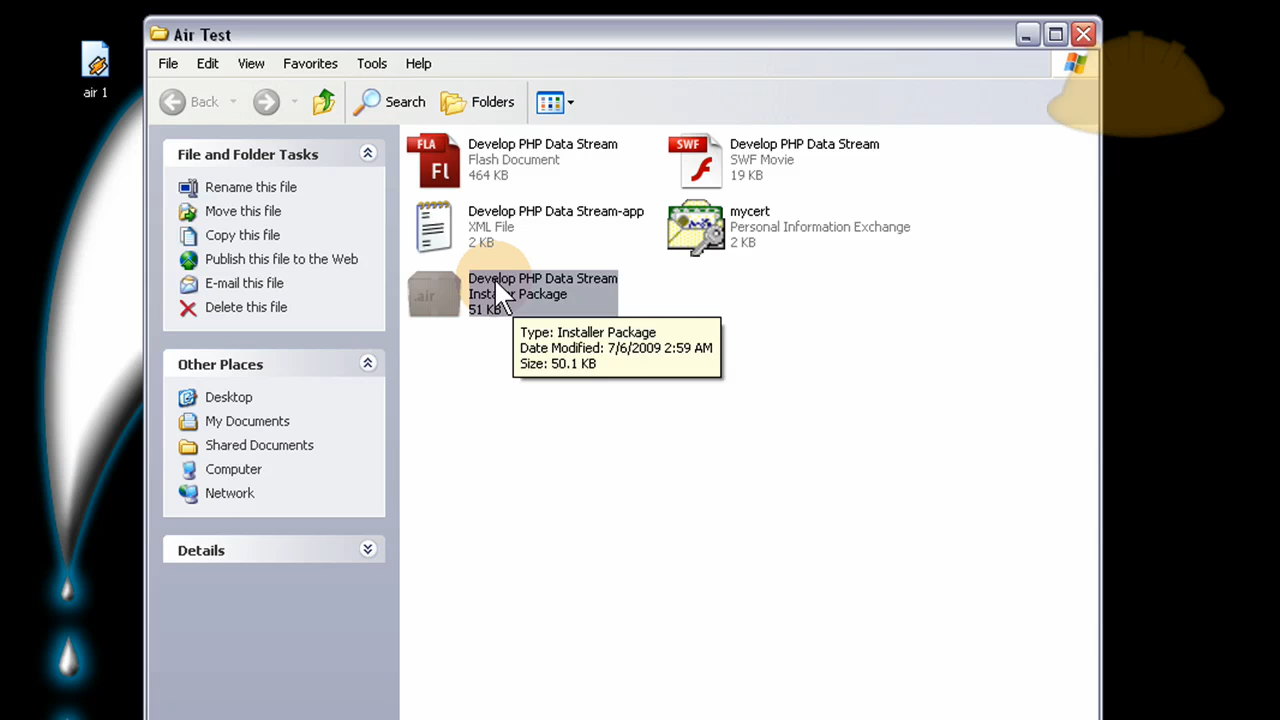 air 1
Air Test
File Edit View Favorites Tools Help
Back Search Folders
File and Folder Tasks
Rename this file
Move this file
Copy this file
Publish this file to the Web
E-mail this file
Delete this file
Other Places
Desktop
My Documents
Shared Documents
Computer
Network
Details
FLA
Fl
Develop PHP Data Stream
Flash Document
464 KB
SWF
Develop PHP Data Stream
SWF Movie
19 KB
Develop PHP Data Stream-app
XML File
2 KB
mycert
Personal Information Exchange
2 KB
.air
Develop PHP Data Stream
Package
51 KB
Type: Installer Package
Date Modified: 7/6/2009 2:59 AM
Size: 50.1 KB